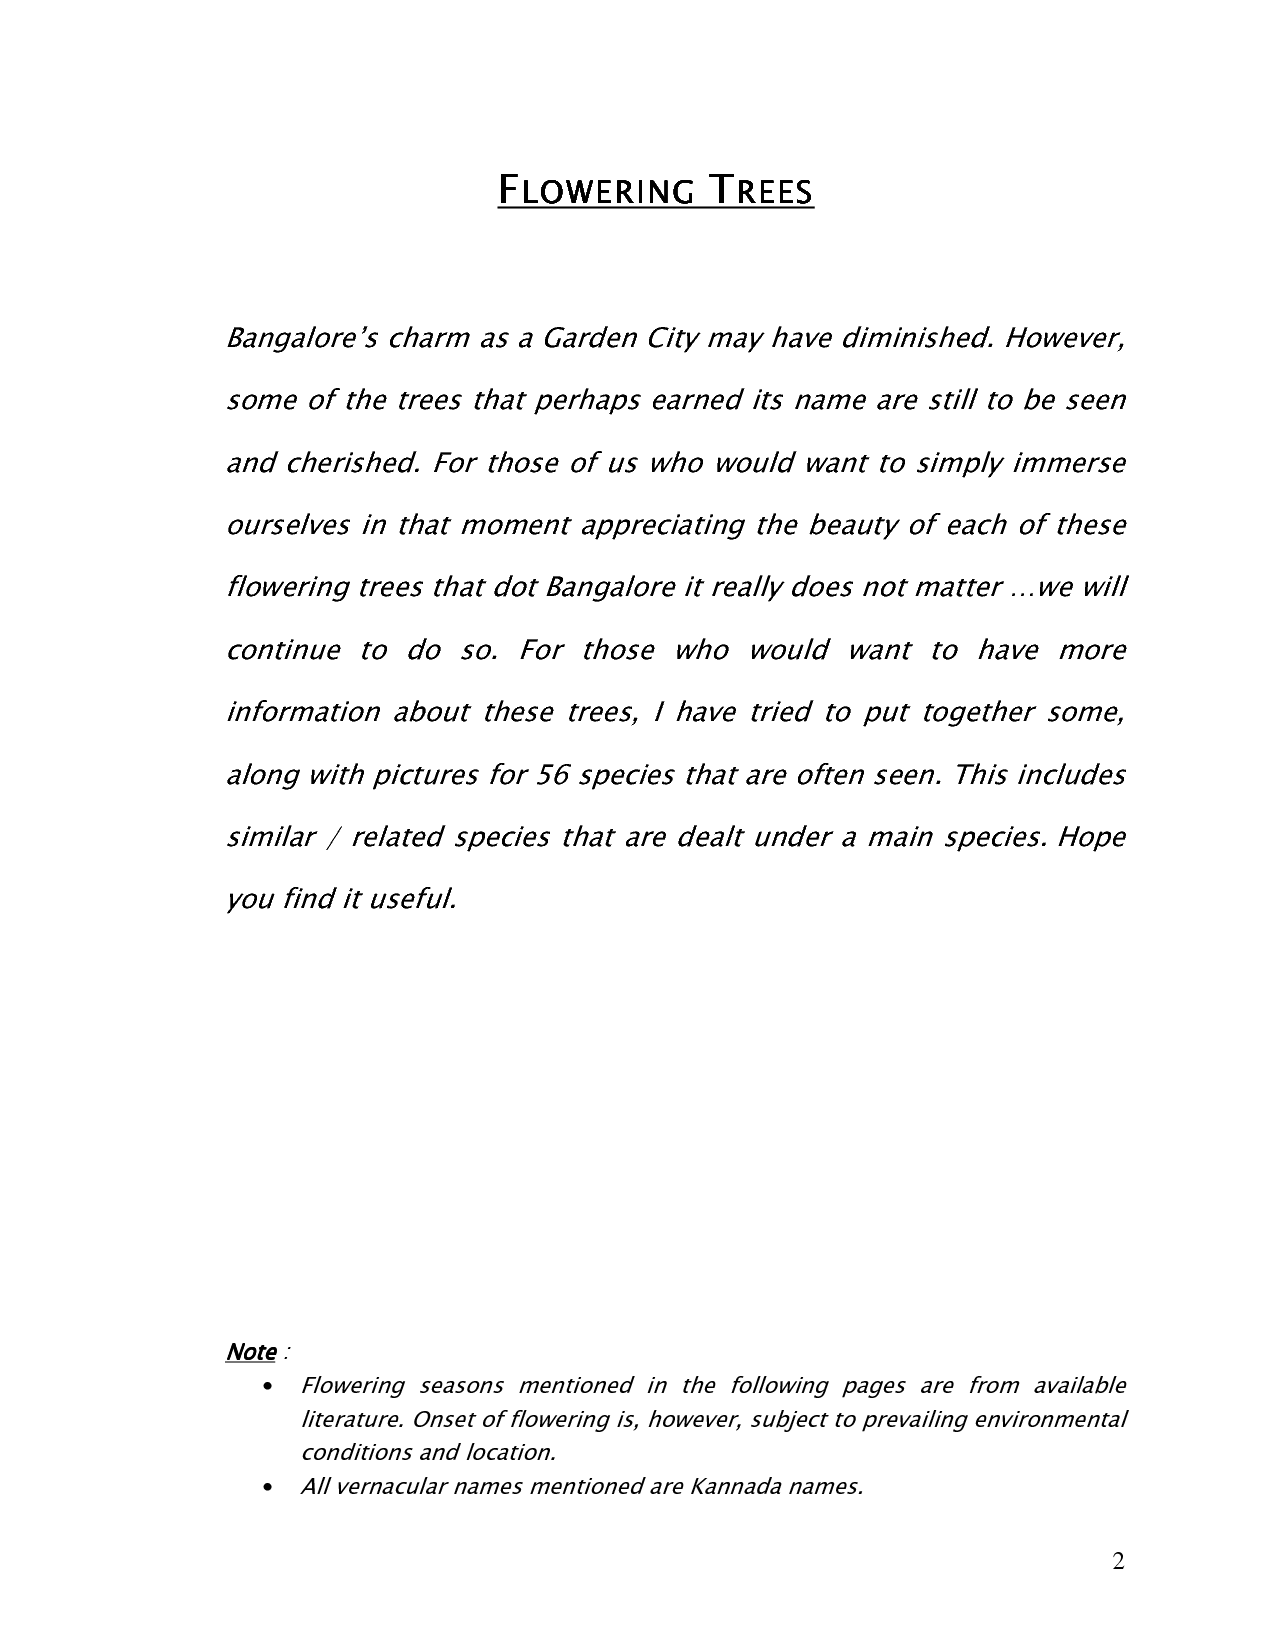 FLOWERING TREES
Bangalore’s charm as a Garden City may have diminished. However,
some of the trees that perhaps earned its name are still to be seen
and cherished. For those of us who would want to simply immerse
ourselves in that moment appreciating the beauty of each of these
flowering trees that dot Bangalore it really does not matter …we will
continue to do so. For those who would want to have more
information about these trees, I have tried to put together some,
along with pictures for 56 species that are often seen. This includes
similar / related species that are dealt under a main species. Hope
you find it useful.
Note :
• Flowering seasons mentioned in the following pages are from available
literature. Onset of flowering is, however, subject to prevailing environmental
conditions and location.
• All vernacular names mentioned are Kannada names.
2